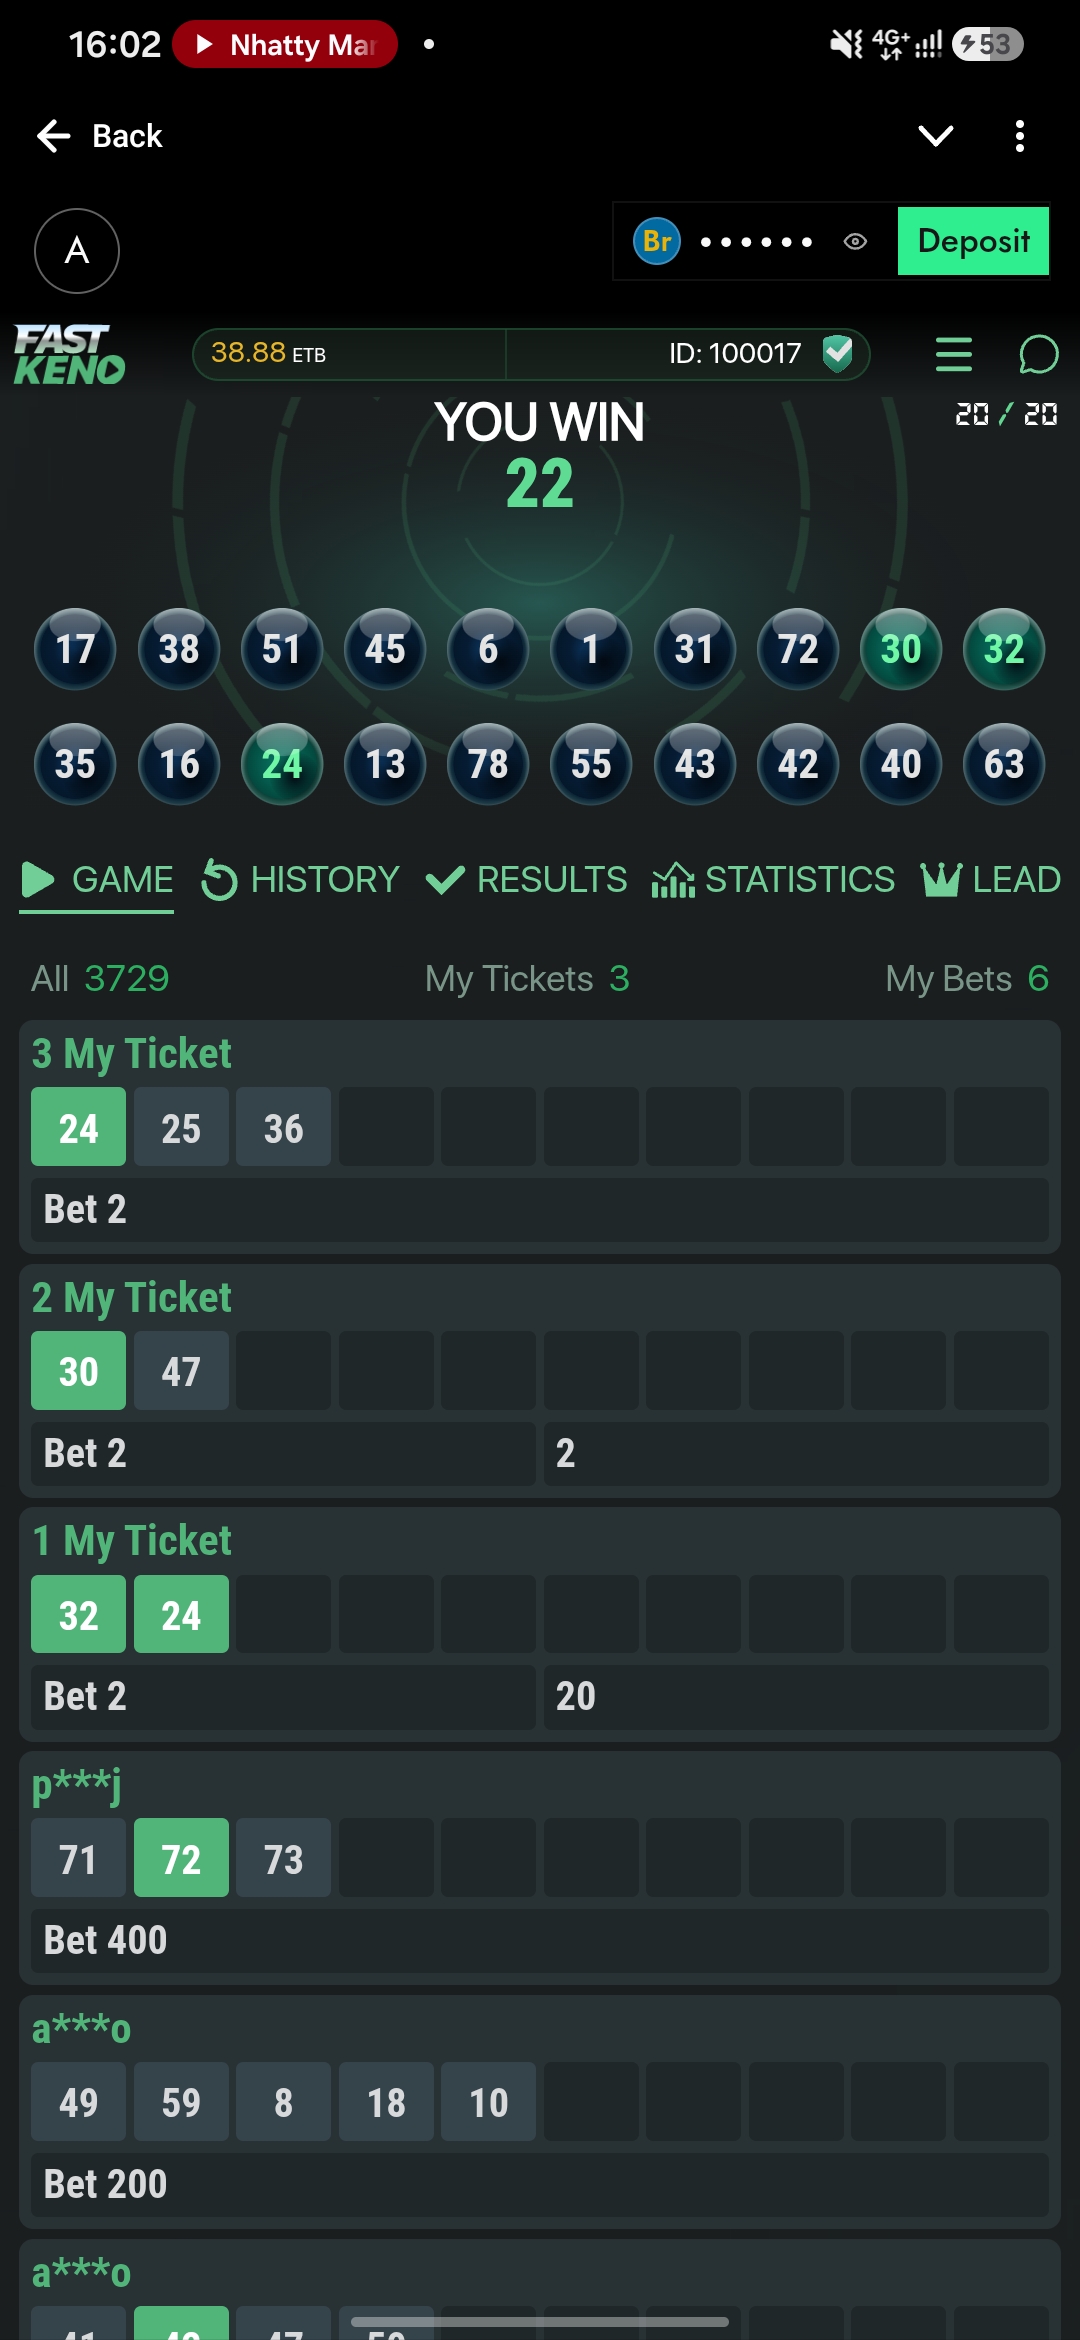 16:02 Nhatty Mar 4G+ 53
Back
A Br Deposit
FAST
KENO
38.88 ETB ID: 100017
YOU WIN 20 / 20
22
17 38 51 45 6 1 31 72 30 32
35 16 24 13 78 55 43 42 40 63
GAME HISTORY RESULTS STATISTICS LEAD
All 3729 My Tickets 3 My Bets 6
3 My Ticket
24 25 36
Bet 2
2 My Ticket
30 47
Bet 2 2
1 My Ticket
32 24
Bet 2 20
p***j
71 72 73
Bet 400
a***o
49 59 8 18 10
Bet 200
a***o
41 47